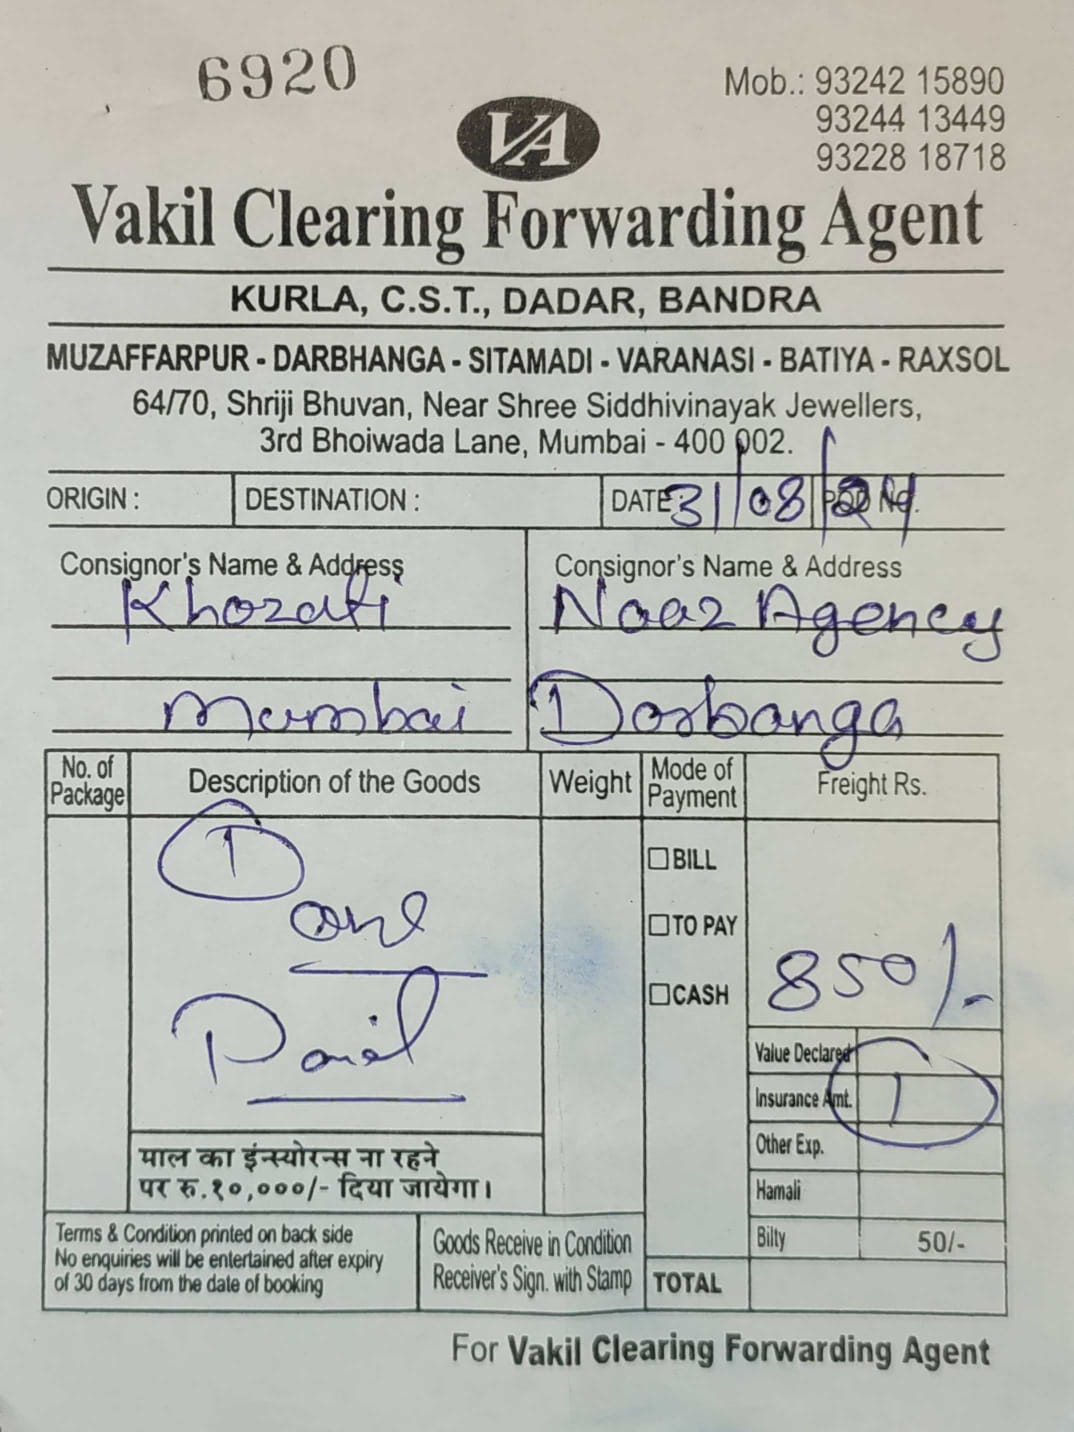 6920
Mob.: 93242 15890
93244 13449
93228 18718
VA
Vakil Clearing Forwarding Agent
KURLA, C.S.T., DADAR, BANDRA
MUZAFFARPUR - DARBHANGA - SITAMADI - VARANASI - BATIYA - RAXSOL
64/70, Shriji Bhuvan, Near Shree Siddhivinayak Jewellers,
3rd Bhoiwada Lane, Mumbai - 400 002.
ORIGIN : DESTINATION : DATE : 31/08/24 POD No.
Consignor's Name & Address Consignor's Name & Address
Naaz Agency
Mumbai Darbanga
No. of Package Description of the Goods Weight Mode of Payment Freight Rs.
1
BILL
one
TO PAY
850/-
CASH
Value Declared
Insurance Amt. 1
Other Exp.
माल का इंन्स्योरन्स ना रहने
पर रु.१०,०००/- दिया जायेगा।
Hamali
Bilty 50/-
Terms & Condition printed on back side
No enquiries will be entertained after expiry
of 30 days from the date of booking
Goods Receive in Condition
Receiver's Sign. with Stamp
TOTAL
For Vakil Clearing Forwarding Agent